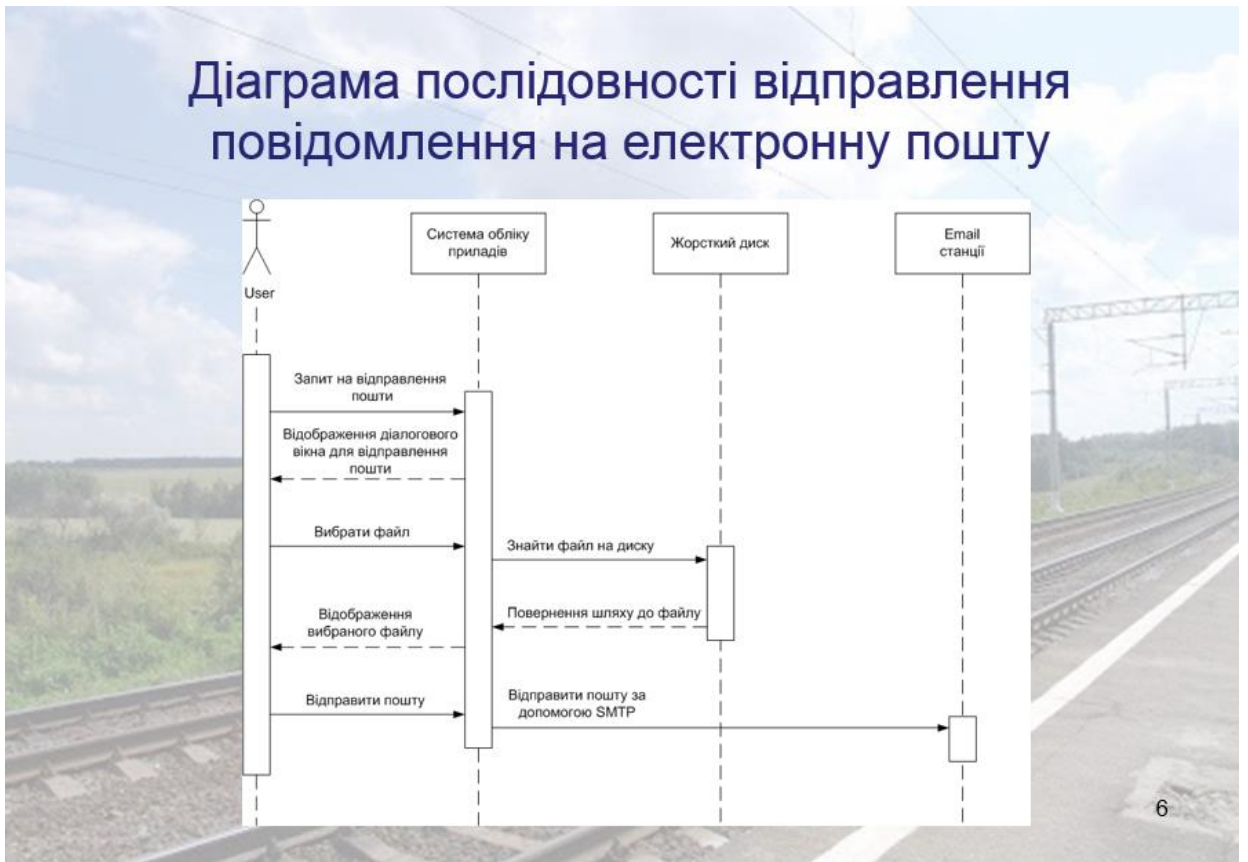 Діаграма послідовності відправлення
повідомлення на електронну пошту
User
Система обліку
приладів
Жорсткий диск
Email
станції
Запит на відправлення
пошти
Відображення діалогового
вікна для відправлення
пошти
Вибрати файл
Знайти файл на диску
Повернення шляху до файлу
Відображення
вибраного файлу
Відправити пошту
Відправити пошту за
допомогою SMTP
6